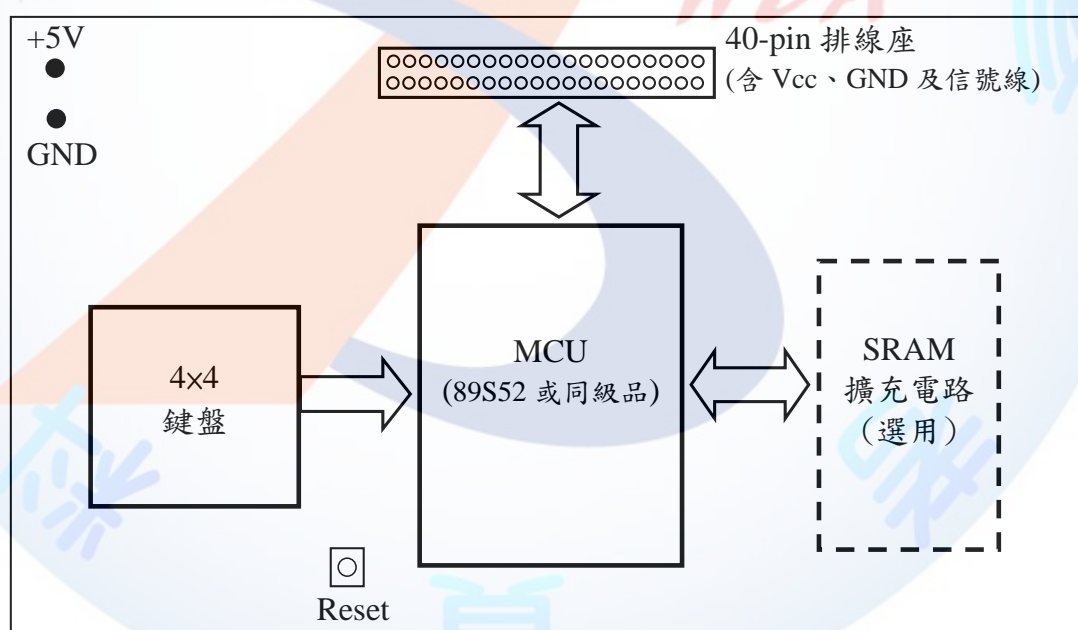 +5V
GND
40-pin 排線座
(含 Vcc、GND 及信號線)
4×4
鍵盤
MCU
(89S52 或同級品)
SRAM
擴充電路
（選用）
Reset